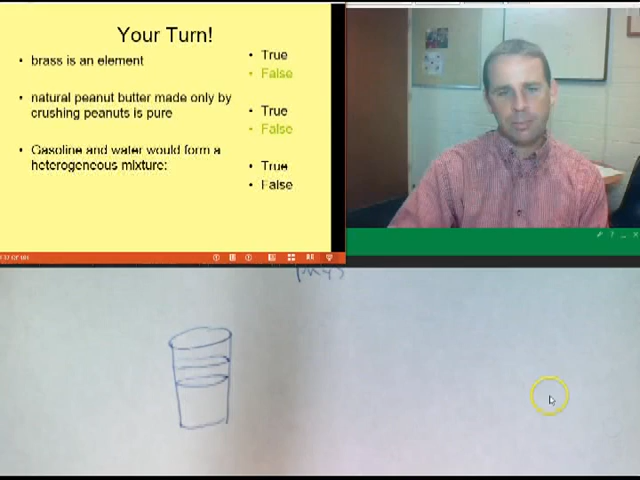 Your Turn!
• brass is an element
• True
• False
• natural peanut butter made only by
crushing peanuts is pure
• True
• False
• Gasoline and water would form a
heterogeneous mixture:
• True
• False